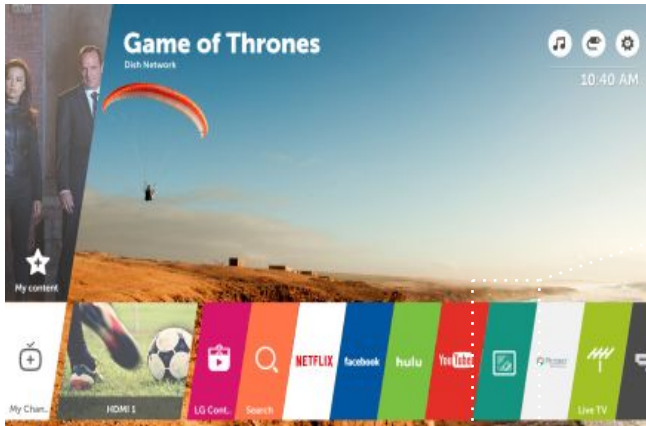 Game of Thrones
Dish Network
10:40 AM
My content
My Chan..
HDMI 1
LG Cont..
Search
NETFLIX
facebook
hulu
YouTube
Live TV